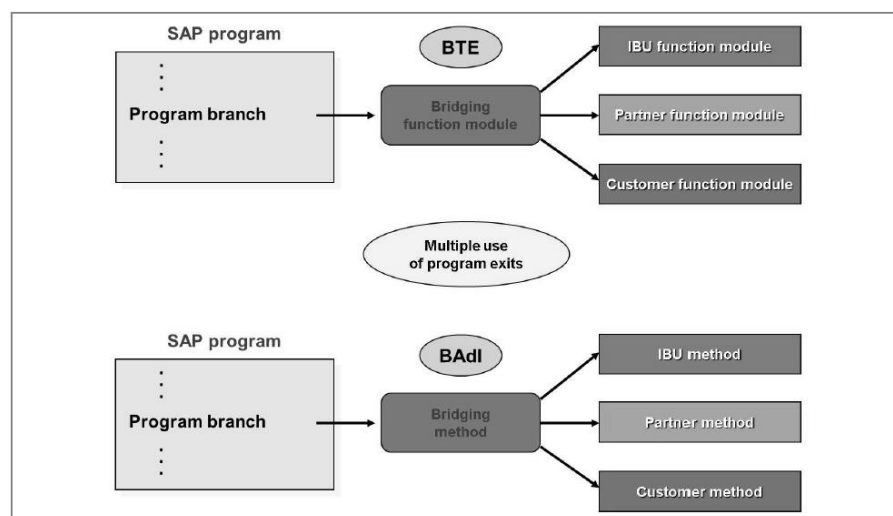 SAP program
BTE
IBU function module
Program branch
Bridging
function module
Partner function module
Customer function module
Multiple use
of program exits
SAP program
BAdI
IBU method
Program branch
Bridging
method
Partner method
Customer method